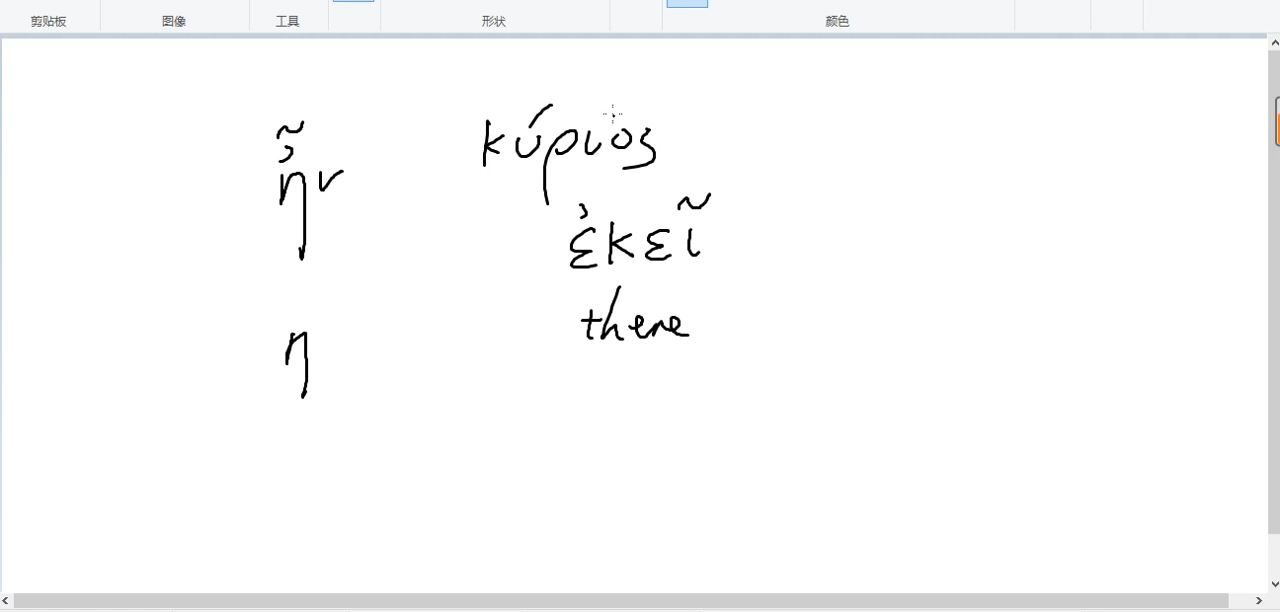 剪贴板 图像 工具 形状 颜色
ἦν κύριος
ἐκεῖ
there
η